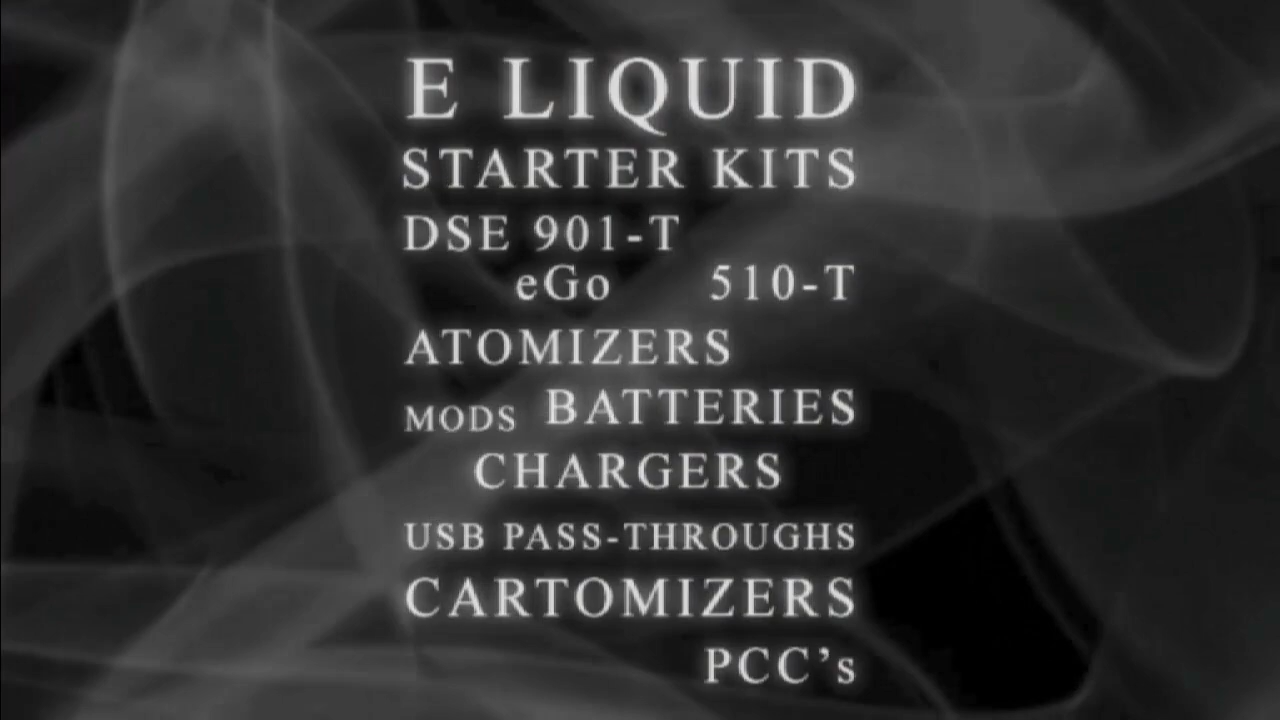 E LIQUID
STARTER KITS
DSE 901-T
eGo 510-T
ATOMIZERS
MODS BATTERIES
CHARGERS
USB PASS-THROUGHS
CARTOMIZERS
PCC's